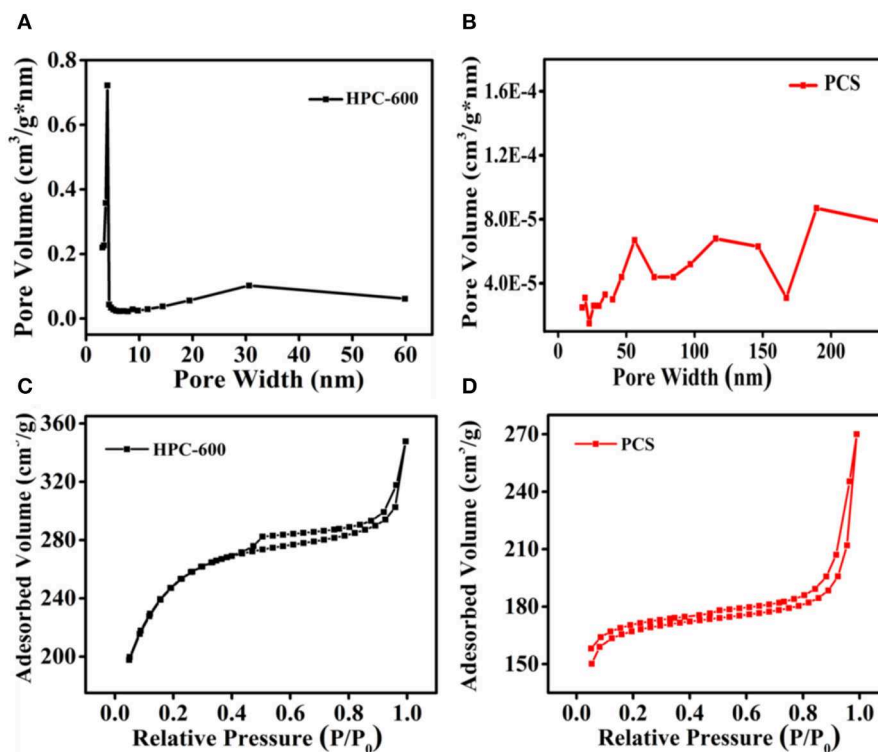 A
Pore Volume (cm³/g*nm)
0.8
0.6
0.4
0.2
0.0
HPC-600
0 10 20 30 40 50 60
Pore Width (nm)
B
Pore Volume (cm³/g*nm)
1.6E-4
1.2E-4
8.0E-5
4.0E-5
PCS
0 50 100 150 200
Pore Width (nm)
C
Adesorbed Volume (cm³/g)
360
320
280
240
200
HPC-600
0.0 0.2 0.4 0.6 0.8 1.0
Relative Pressure (P/P₀)
D
Adesorbed Volume (cm³/g)
270
240
210
180
150
PCS
0.0 0.2 0.4 0.6 0.8 1.0
Relative Pressure (P/P₀)